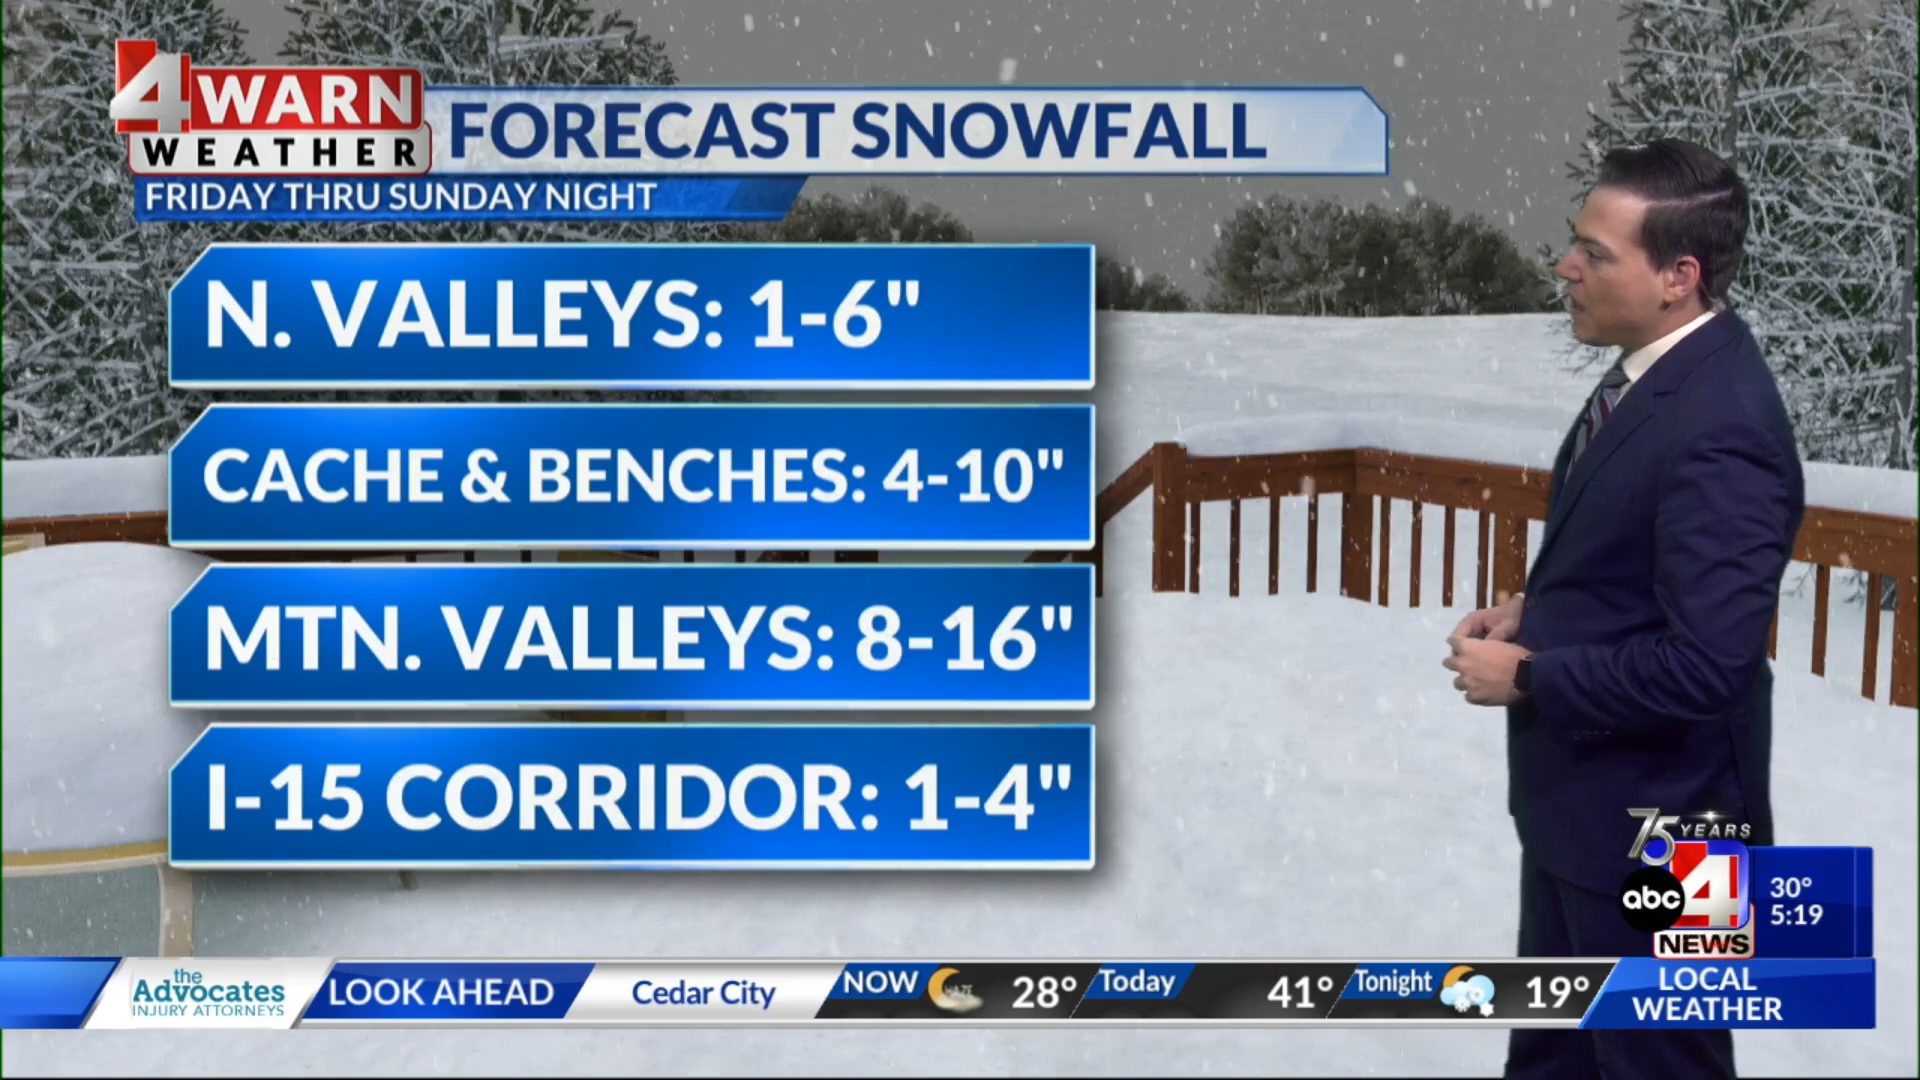 4 WARN
WEATHER
FORECAST SNOWFALL
FRIDAY THRU SUNDAY NIGHT
N. VALLEYS: 1-6"
CACHE & BENCHES: 4-10"
MTN. VALLEYS: 8-16"
I-15 CORRIDOR: 1-4"
75 YEARS
abc 4
NEWS
30°
5:19
the
Advocates
INJURY ATTORNEYS
LOOK AHEAD
Cedar City
NOW
HAZE
28°
Today
41°
Tonight
19°
LOCAL
WEATHER